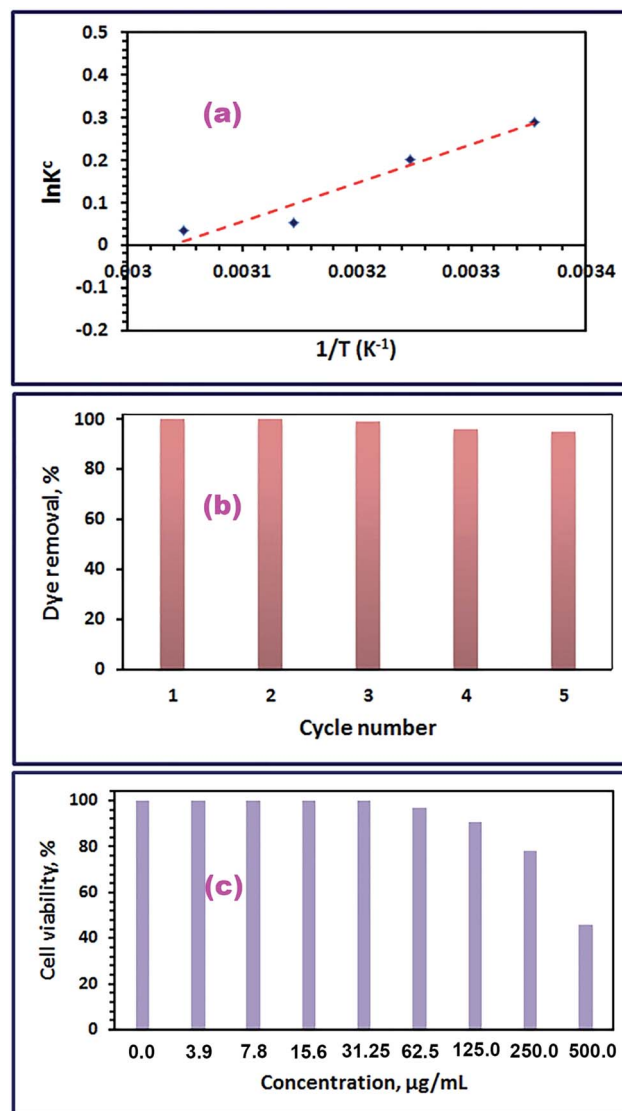 0.5
0.4
0.3
0.2
0.1
0
-0.1
-0.2
lnKᶜ
(a)
0.003 0.0031 0.0032 0.0033 0.0034
1/T (K⁻¹)
100
80
60
40
20
0
Dye removal, %
(b)
1 2 3 4 5
Cycle number
100
80
60
40
20
0
Cell viability, %
(c)
0.0 3.9 7.8 15.6 31.25 62.5 125.0 250.0 500.0
Concentration, µg/mL